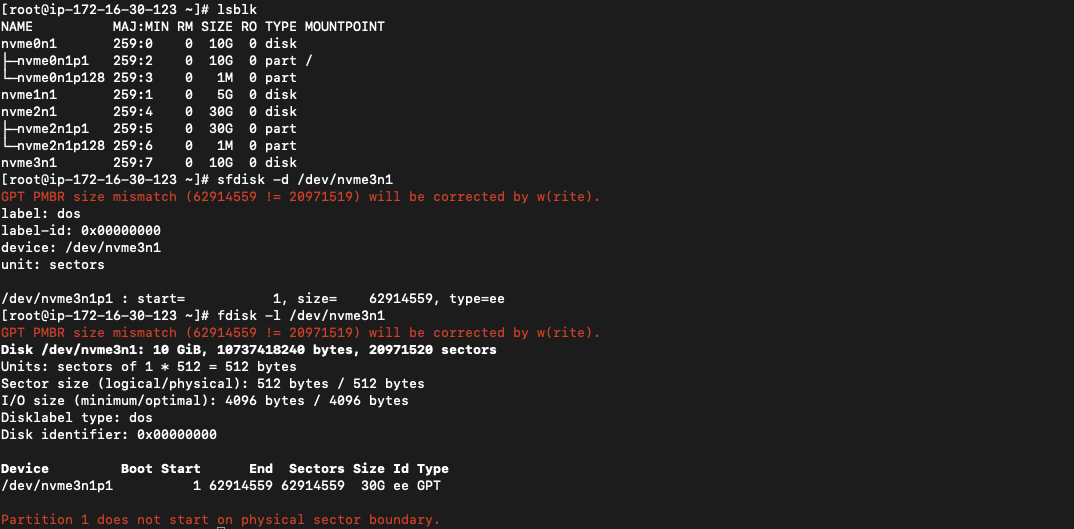 [root@ip-172-16-30-123 ~]# lsblk
NAME          MAJ:MIN RM SIZE RO TYPE MOUNTPOINT
nvme0n1       259:0    0  10G  0 disk
├─nvme0n1p1   259:2    0  10G  0 part /
└─nvme0n1p128 259:3    0   1M  0 part
nvme1n1       259:1    0   5G  0 disk
nvme2n1       259:4    0  30G  0 disk
├─nvme2n1p1   259:5    0  30G  0 part
└─nvme2n1p128 259:6    0   1M  0 part
nvme3n1       259:7    0  10G  0 disk
[root@ip-172-16-30-123 ~]# sfdisk -d /dev/nvme3n1
GPT PMBR size mismatch (62914559 != 20971519) will be corrected by w(rite).
label: dos
label-id: 0x00000000
device: /dev/nvme3n1
unit: sectors

/dev/nvme3n1p1 : start=           1, size=    62914559, type=ee
[root@ip-172-16-30-123 ~]# fdisk -l /dev/nvme3n1
GPT PMBR size mismatch (62914559 != 20971519) will be corrected by w(rite).
Disk /dev/nvme3n1: 10 GiB, 10737418240 bytes, 20971520 sectors
Units: sectors of 1 * 512 = 512 bytes
Sector size (logical/physical): 512 bytes / 512 bytes
I/O size (minimum/optimal): 4096 bytes / 4096 bytes
Disklabel type: dos
Disk identifier: 0x00000000

Device         Boot Start      End  Sectors Size Id Type
/dev/nvme3n1p1          1 62914559 62914559  30G ee GPT

Partition 1 does not start on physical sector boundary.